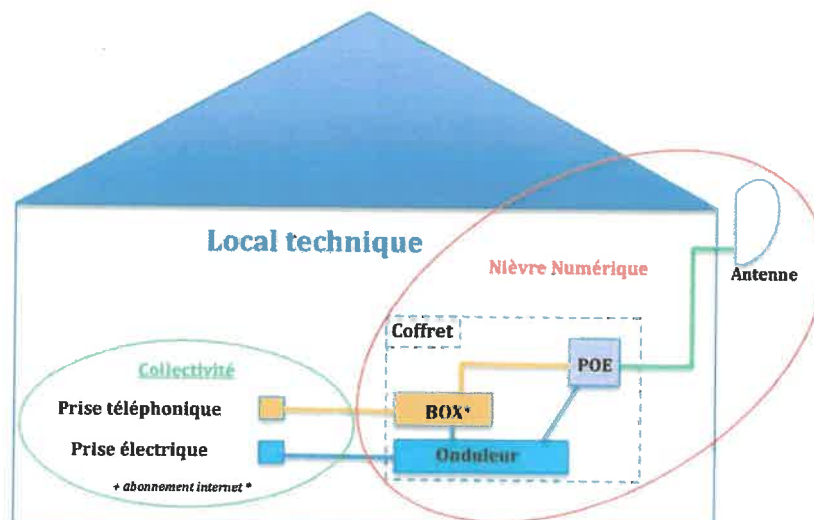 Local technique
Nièvre Numérique
Antenne
Coffret
POE
Collectivité
Prise téléphonique
BOX*
Prise électrique
Onduleur
+ abonnement internet *